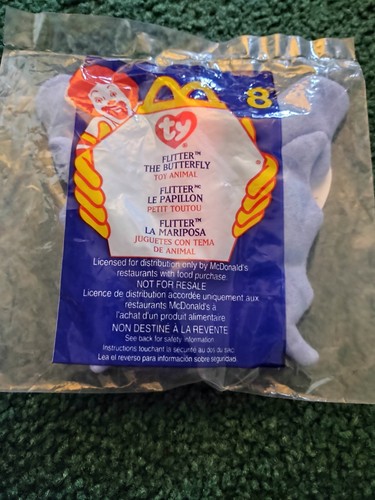 8
ty
FLITTER™
THE BUTTERFLY
TOY ANIMAL
FLITTER MC
LE PAPILLON
PETIT TOUTOU
FLITTER™
LA MARIPOSA
JUGUETES CON TEMA
DE ANIMAL
Licensed for distribution only by McDonald's
restaurants with food purchase.
NOT FOR RESALE
Licence de distribution accordée uniquement aux
restaurants McDonald's à
l'achat d'un produit alimentaire
NON DESTINÉ À LA REVENTE
See back for safety information
Instructions touchant la sécurité au dos du sac
Lea el reverso para información sobre seguridad